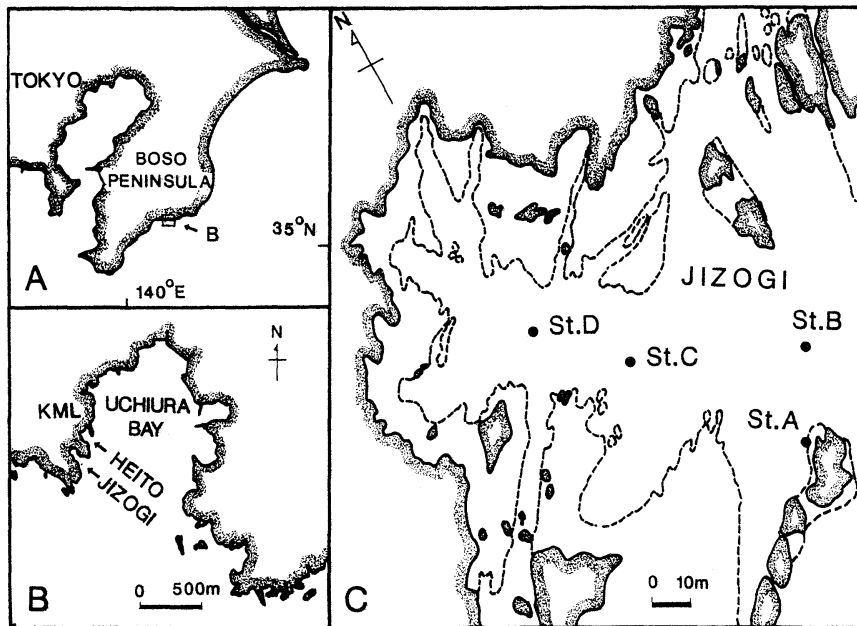 TOKYO
BOSO
PENINSULA
B
35°N
A
140°E
N
KML
UCHIURA
BAY
HEITO
JIZOGI
B
0 500m
N
JIZOGI
St.D
St.B
St.C
St.A
C
0 10m